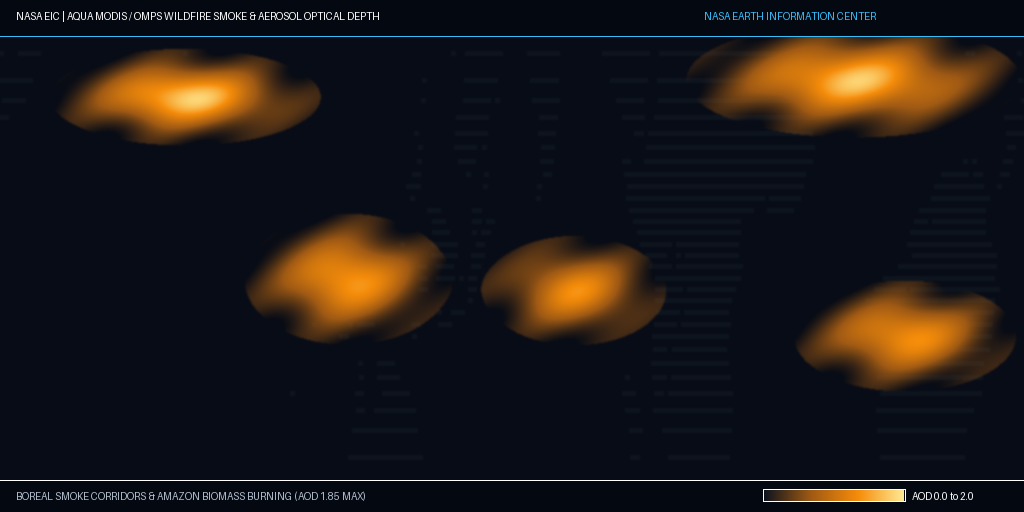 NASA EIC | AQUA MODIS / OMPS WILDFIRE SMOKE & AEROSOL OPTICAL DEPTH
NASA EARTH INFORMATION CENTER
BOREAL SMOKE CORRIDORS & AMAZON BIOMASS BURNING (AOD 1.85 MAX)
AOD 0.0 to 2.0